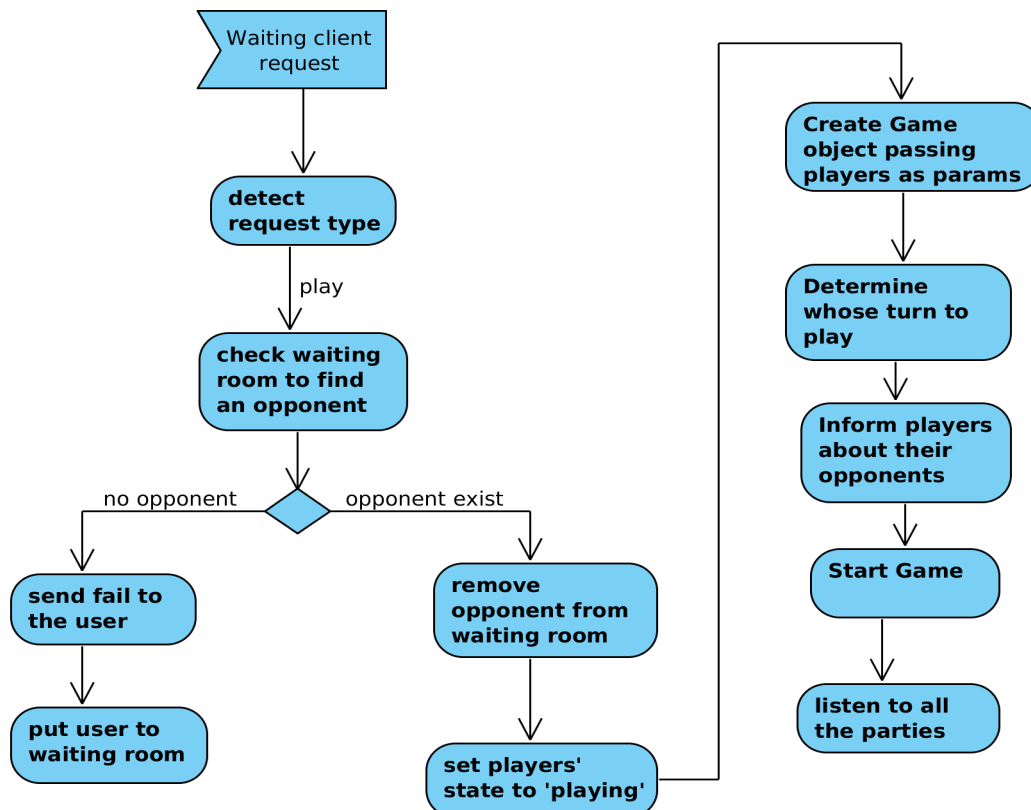 Waiting client
request
detect
request type
play
check waiting
room to find
an opponent
no opponent
opponent exist
send fail to
the user
put user to
waiting room
remove
opponent from
waiting room
set players'
state to 'playing'
Create Game
object passing
players as params
Determine
whose turn to
play
Inform players
about their
opponents
Start Game
listen to all
the parties